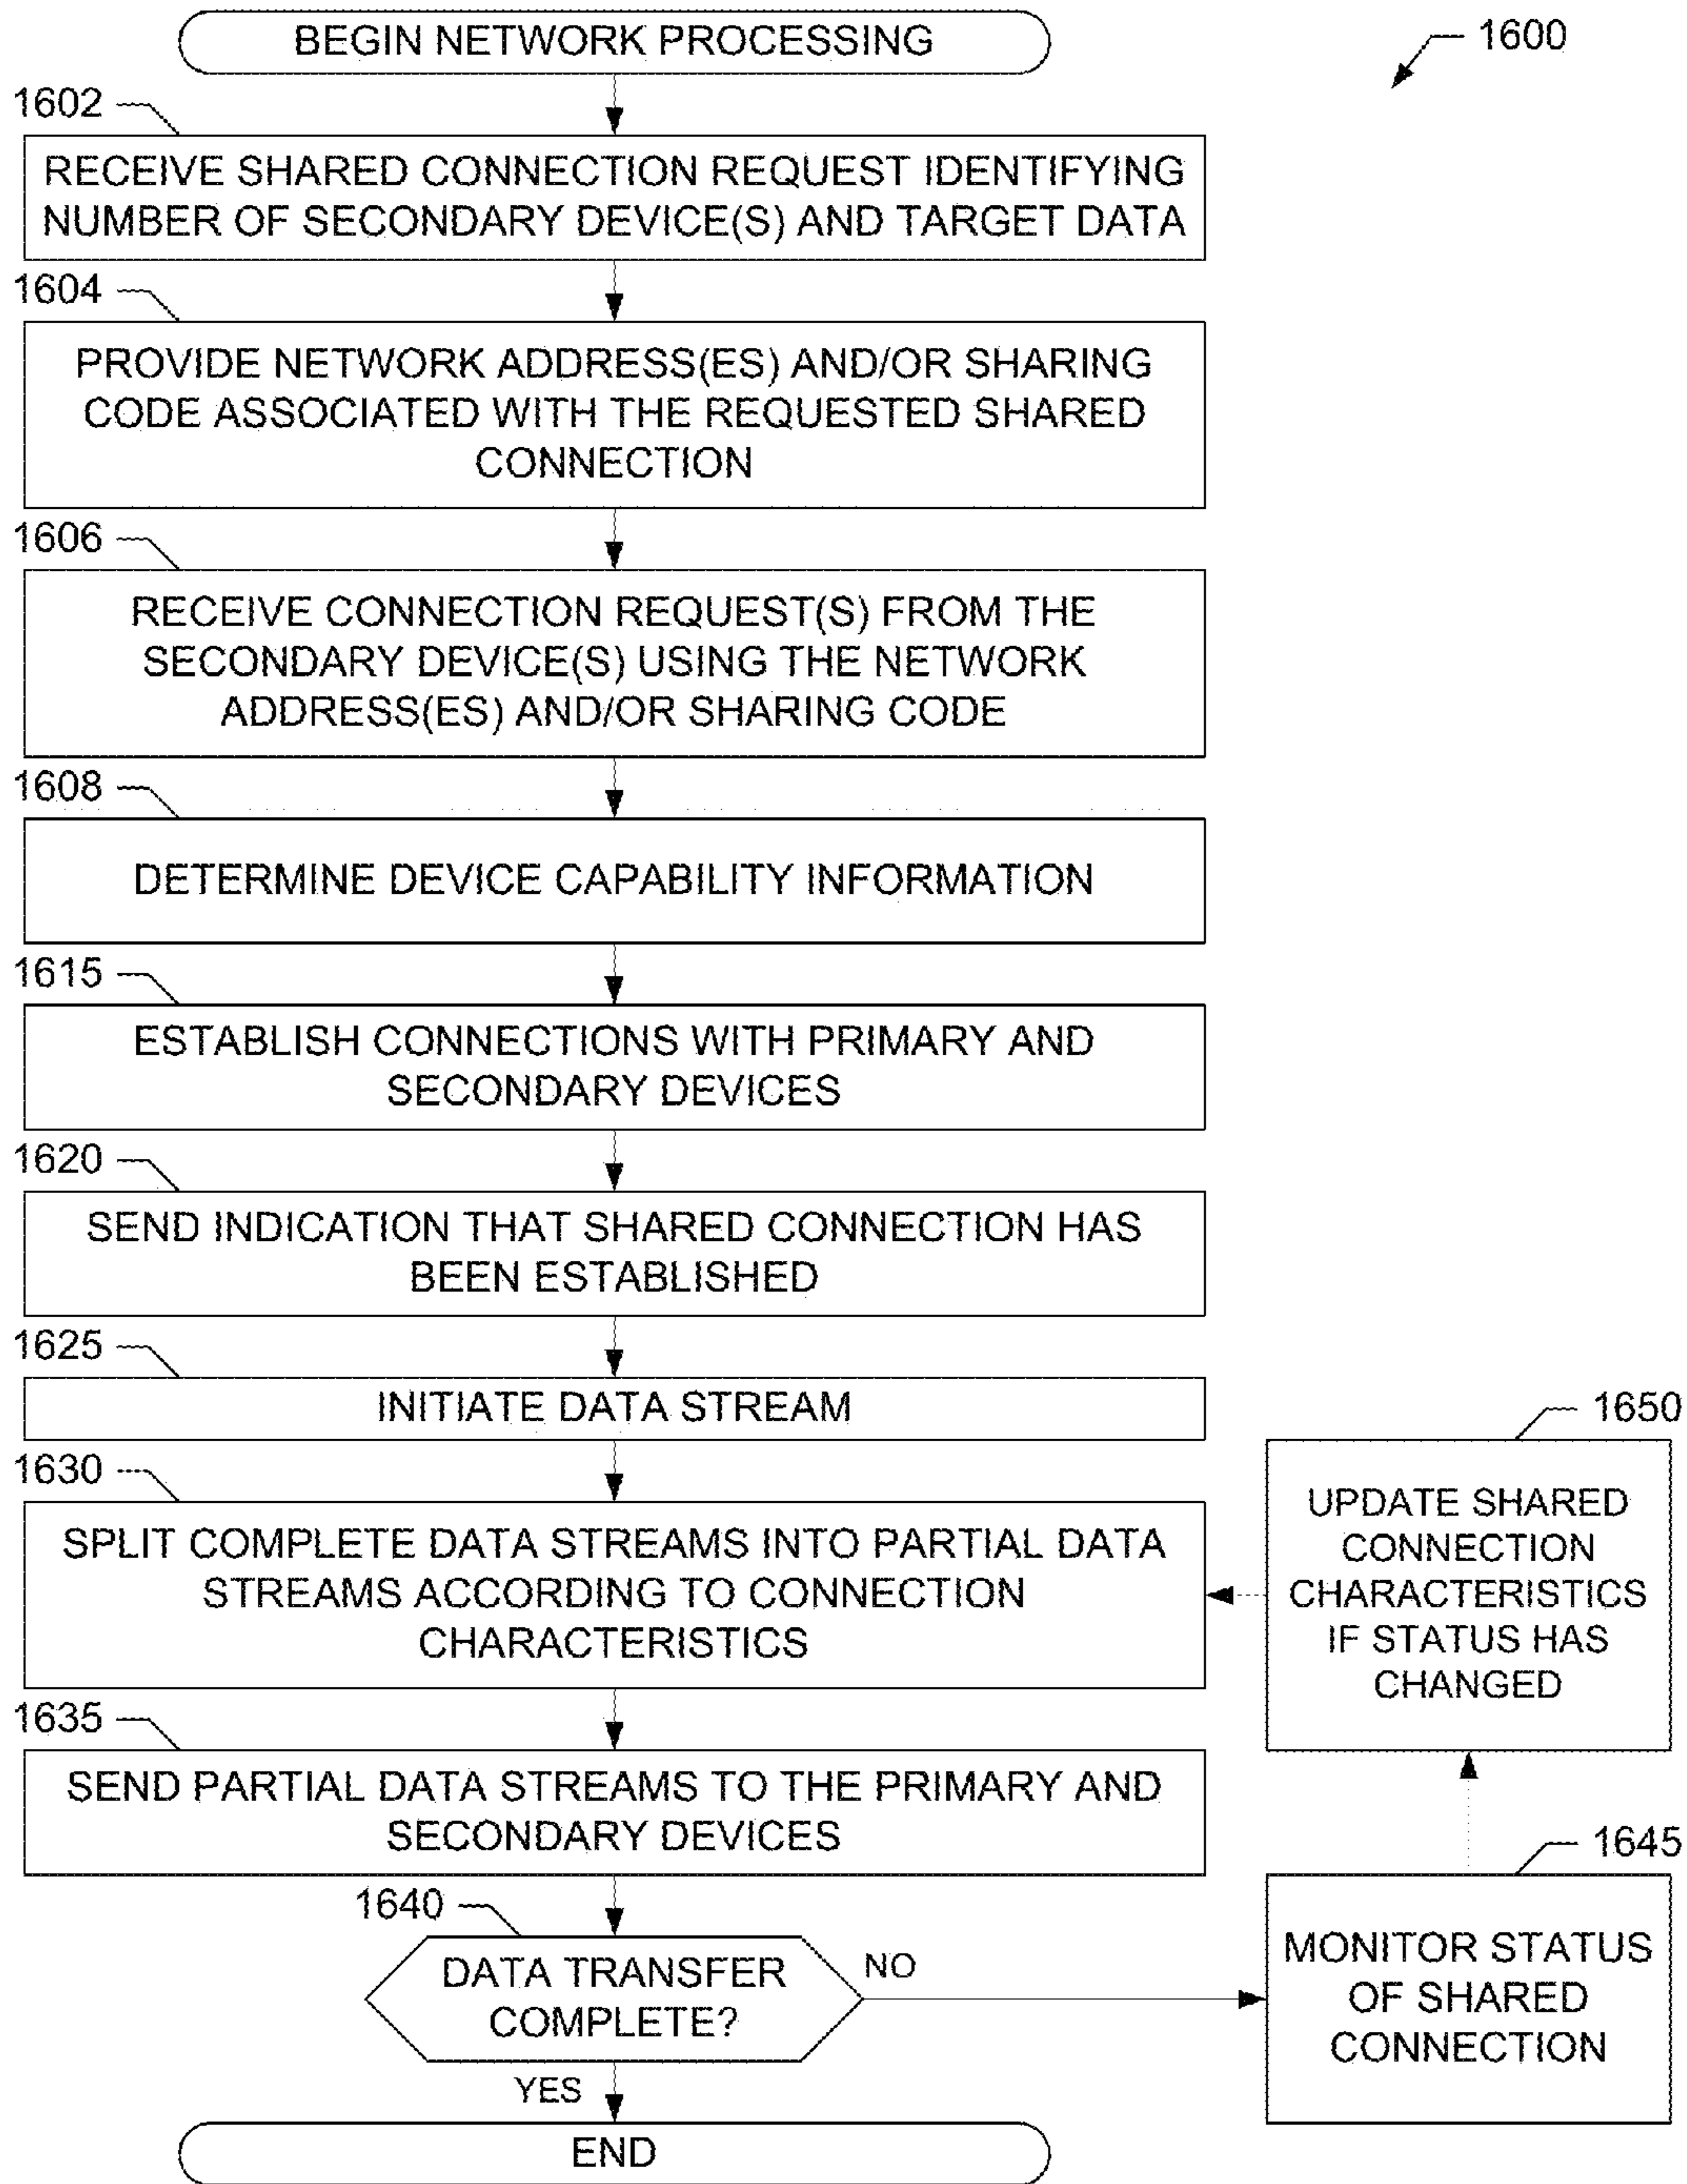 BEGIN NETWORK PROCESSING
1600
1602
RECEIVE SHARED CONNECTION REQUEST IDENTIFYING
NUMBER OF SECONDARY DEVICE(S) AND TARGET DATA
1604
PROVIDE NETWORK ADDRESS(ES) AND/OR SHARING
CODE ASSOCIATED WITH THE REQUESTED SHARED
CONNECTION
1606
RECEIVE CONNECTION REQUEST(S) FROM THE
SECONDARY DEVICE(S) USING THE NETWORK
ADDRESS(ES) AND/OR SHARING CODE
1608
DETERMINE DEVICE CAPABILITY INFORMATION
1615
ESTABLISH CONNECTIONS WITH PRIMARY AND
SECONDARY DEVICES
1620
SEND INDICATION THAT SHARED CONNECTION HAS
BEEN ESTABLISHED
1625
INITIATE DATA STREAM
1630
SPLIT COMPLETE DATA STREAMS INTO PARTIAL DATA
STREAMS ACCORDING TO CONNECTION
CHARACTERISTICS
1635
SEND PARTIAL DATA STREAMS TO THE PRIMARY AND
SECONDARY DEVICES
1640
DATA TRANSFER
COMPLETE?
NO
YES
END
1645
MONITOR STATUS
OF SHARED
CONNECTION
1650
UPDATE SHARED
CONNECTION
CHARACTERISTICS
IF STATUS HAS
CHANGED